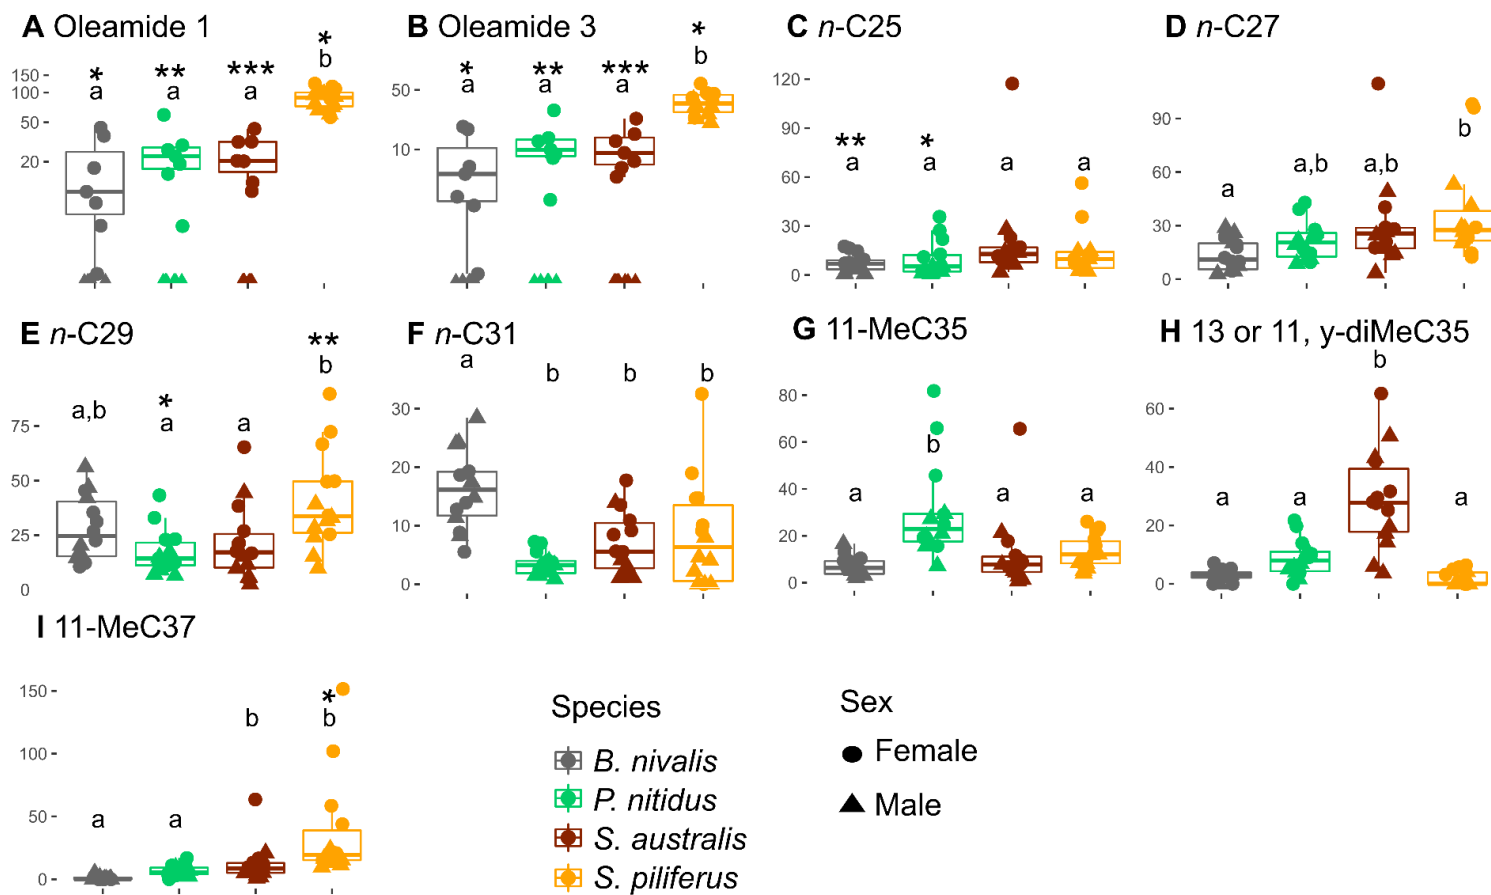 A Oleamide 1
B Oleamide 3
C n-C25
D n-C27
* ** *** *
a a a b
150
100
50
20
* ** *** *
a a a b
50
10
** *
a a a a
120
90
60
30
0
a a,b a,b b
90
60
30
0
E n-C29
F n-C31
G 11-MeC35
H 13 or 11, y-diMeC35
* **
a,b a a b
75
50
25
0
a b b b
30
20
10
0
a b a a
80
60
40
20
0
a a b a
60
40
20
0
I 11-MeC37
*
a a b b
150
100
50
0
Species
B. nivalis
P. nitidus
S. australis
S. piliferus
Sex
Female
Male